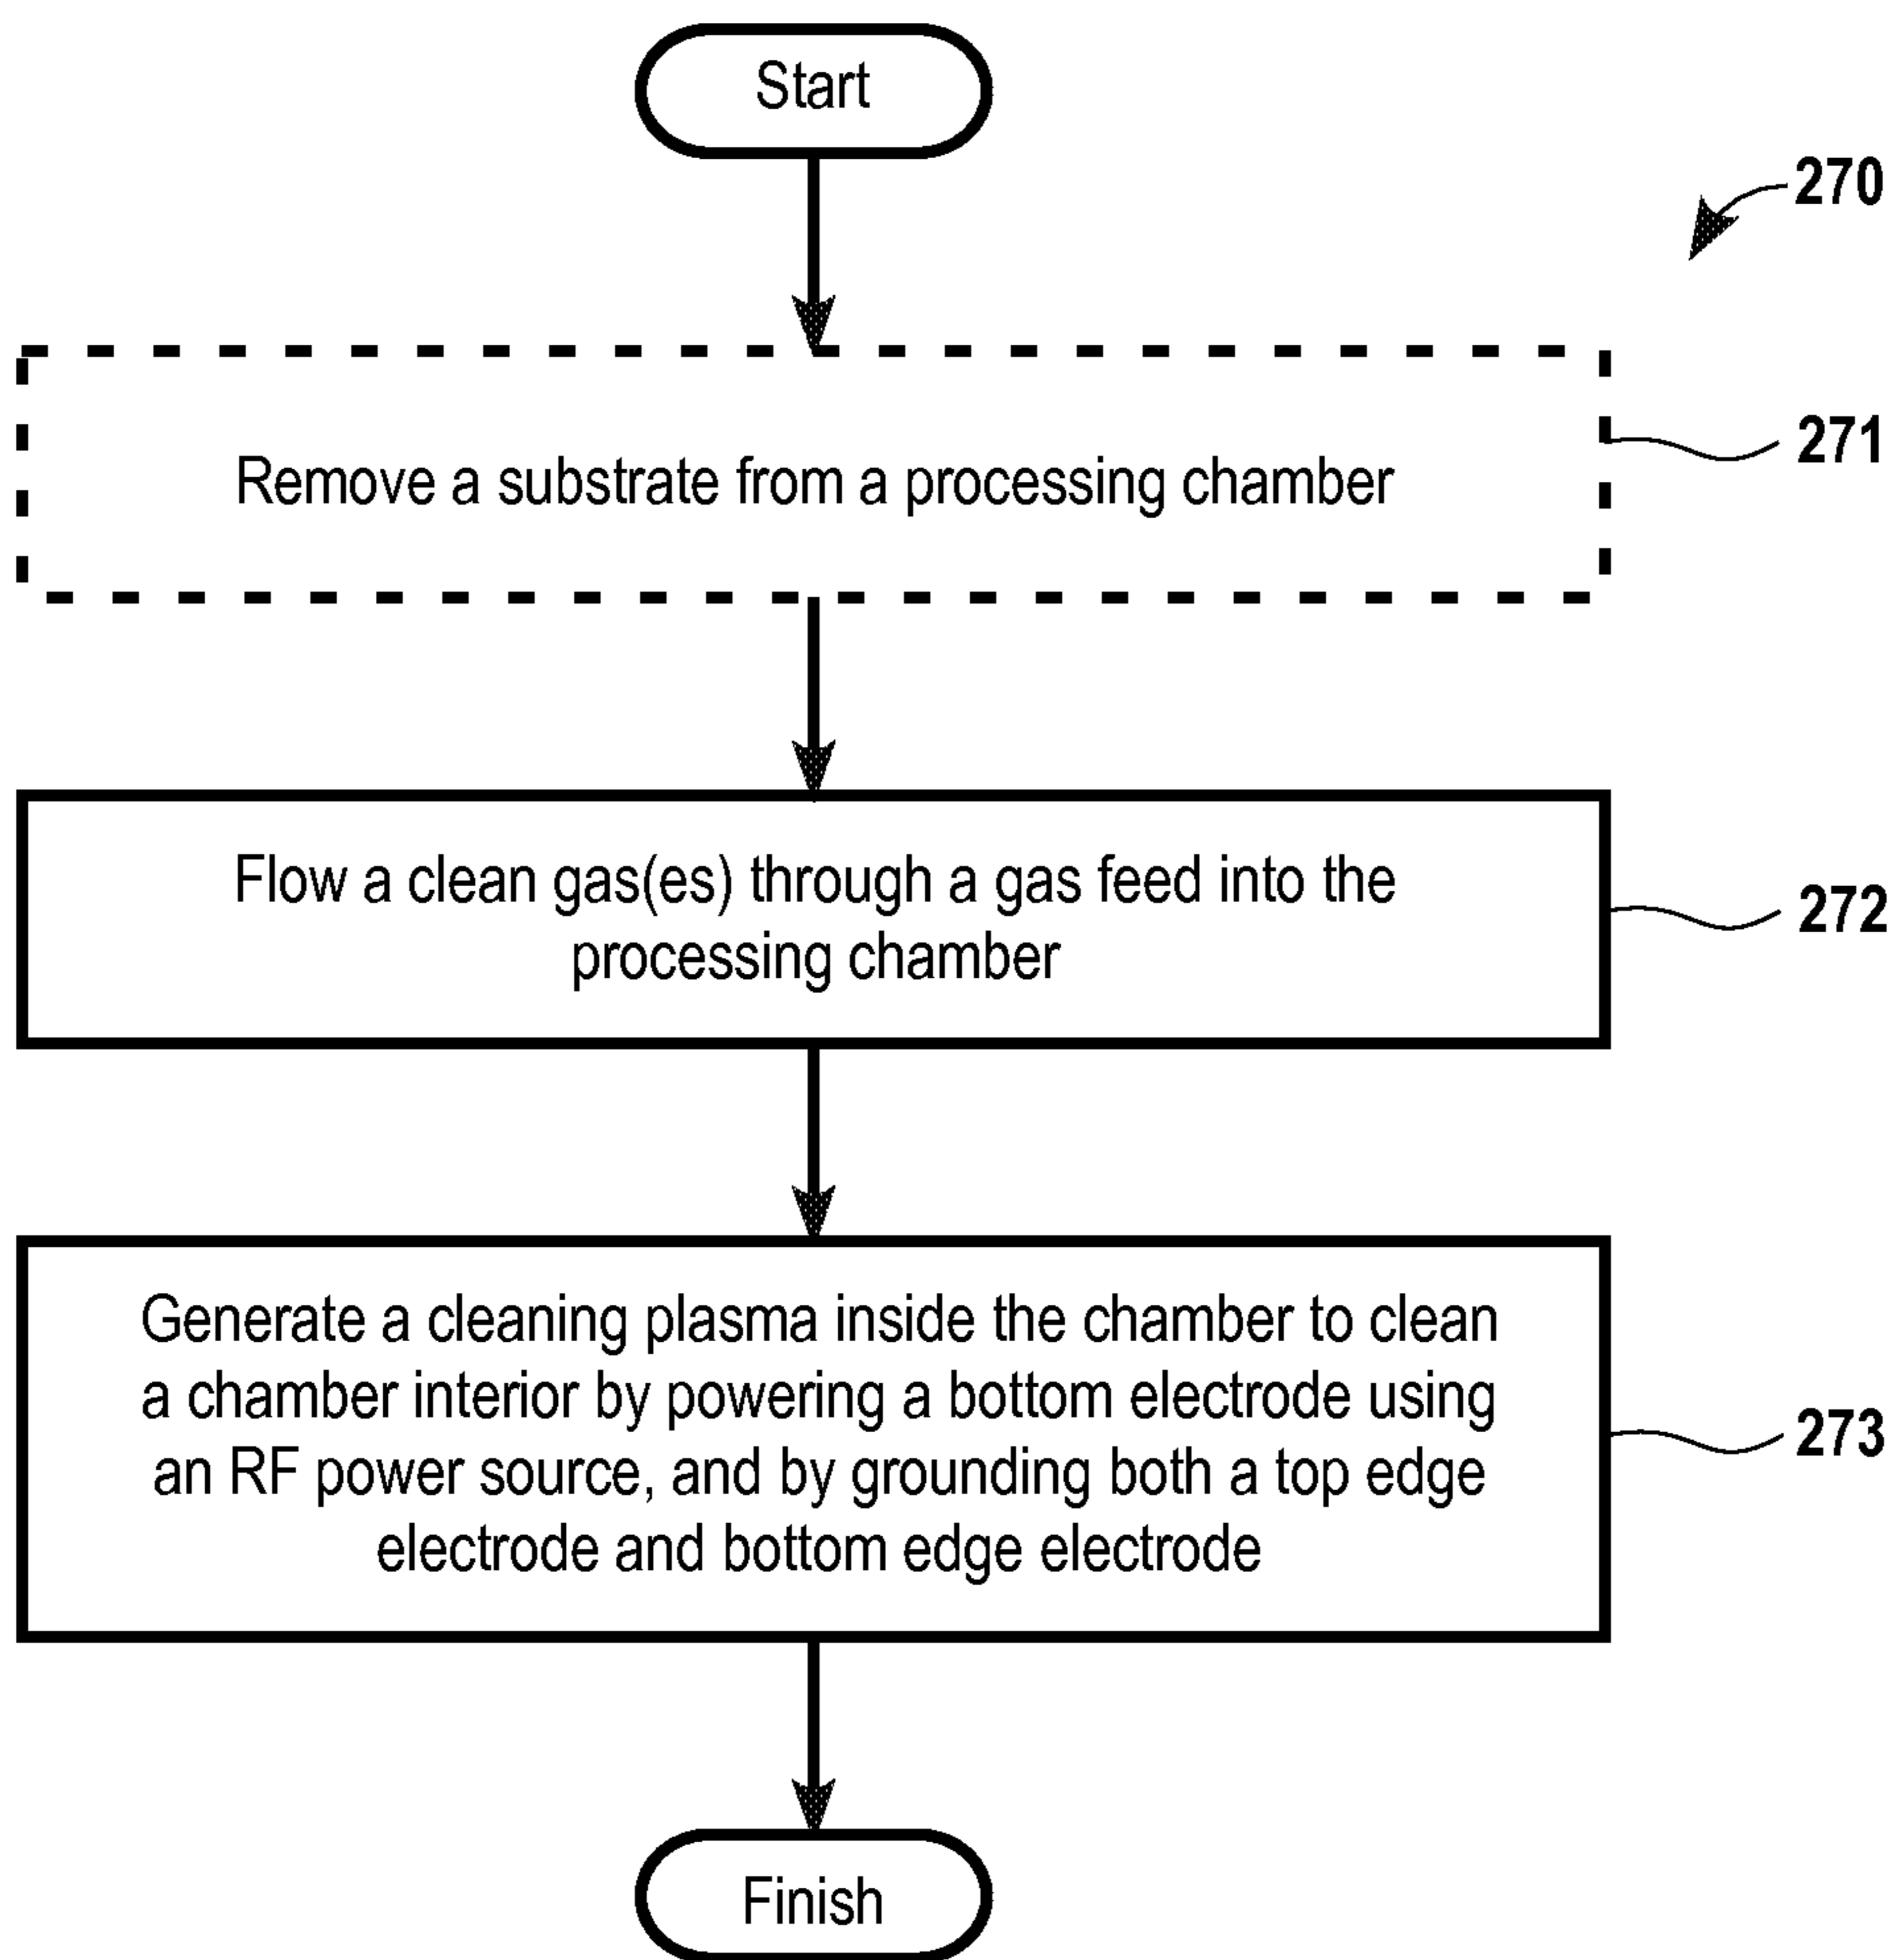 Start
270
Remove a substrate from a processing chamber
271
Flow a clean gas(es) through a gas feed into the
processing chamber
272
Generate a cleaning plasma inside the chamber to clean
a chamber interior by powering a bottom electrode using
an RF power source, and by grounding both a top edge
electrode and bottom edge electrode
273
Finish